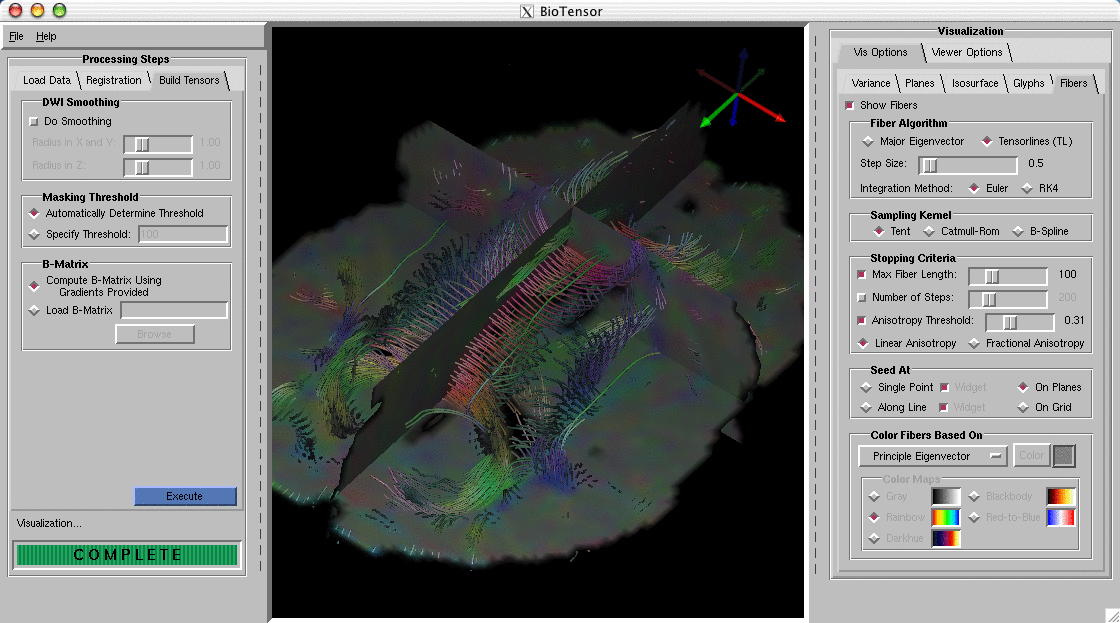 BioTensor
File Help
Processing Steps
Load Data Registration Build Tensors
DWI Smoothing
Do Smoothing
Radius in X and Y: 1.00
Radius in Z: 1.00
Masking Threshold
Automatically Determine Threshold
Specify Threshold: 100
B-Matrix
Compute B-Matrix Using
Gradients Provided
Load B-Matrix
Browse
Execute
Visualization...
COMPLETE
Visualization
Vis Options Viewer Options
Variance Planes Isosurface Glyphs Fibers
Show Fibers
Fiber Algorithm
Major Eigenvector Tensorlines (TL)
Step Size: 0.5
Integration Method: Euler RK4
Sampling Kernel
Tent Catmull-Rom B-Spline
Stopping Criteria
Max Fiber Length: 100
Number of Steps: 200
Anisotropy Threshold: 0.31
Linear Anisotropy Fractional Anisotropy
Seed At
Single Point Widget On Planes
Along Line Widget On Grid
Color Fibers Based On
Principle Eigenvector Color
Color Maps
Gray Blackbody
Rainbow Red-to-Blue
Darkhue